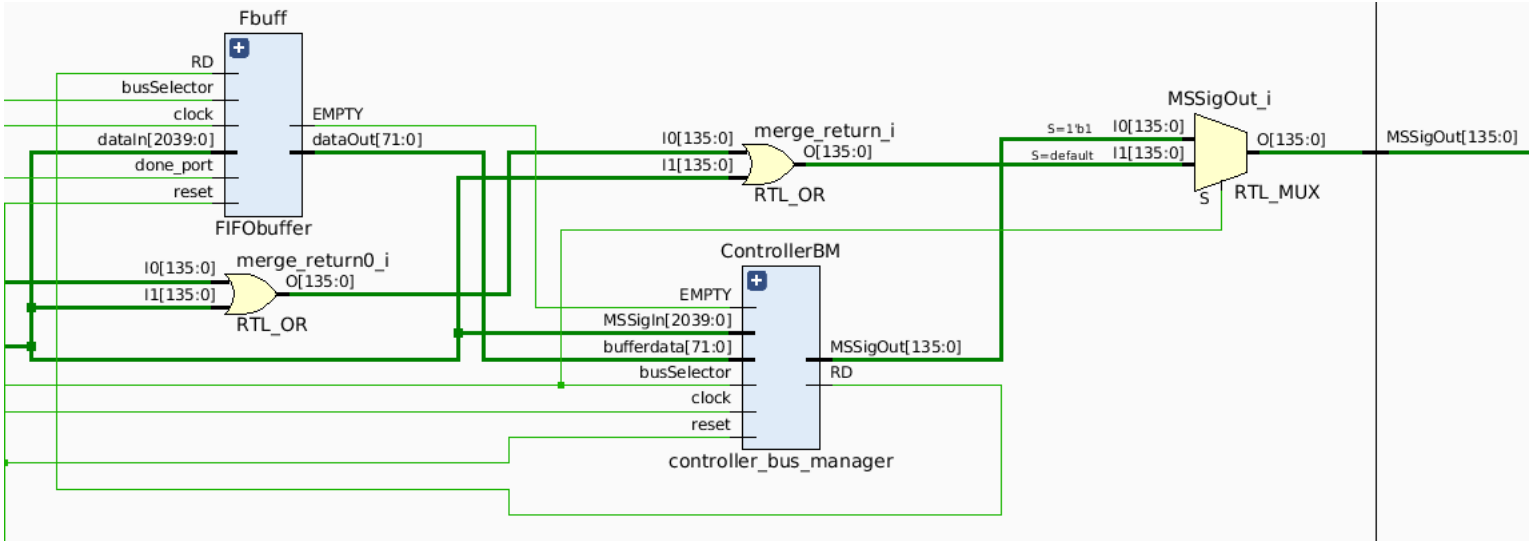 Fbuff
RD
busSelector
clock
dataIn[2039:0]
done_port
reset
EMPTY
dataOut[71:0]
FIFObuffer
merge_return0_i
I0[135:0]
I1[135:0]
O[135:0]
RTL_OR
merge_return_i
I0[135:0]
I1[135:0]
O[135:0]
RTL_OR
ControllerBM
EMPTY
MSSigIn[2039:0]
bufferdata[71:0]
busSelector
clock
reset
MSSigOut[135:0]
RD
controller_bus_manager
MSSigOut_i
S=1'b1
I0[135:0]
S=default
I1[135:0]
O[135:0]
S
RTL_MUX
MSSigOut[135:0]